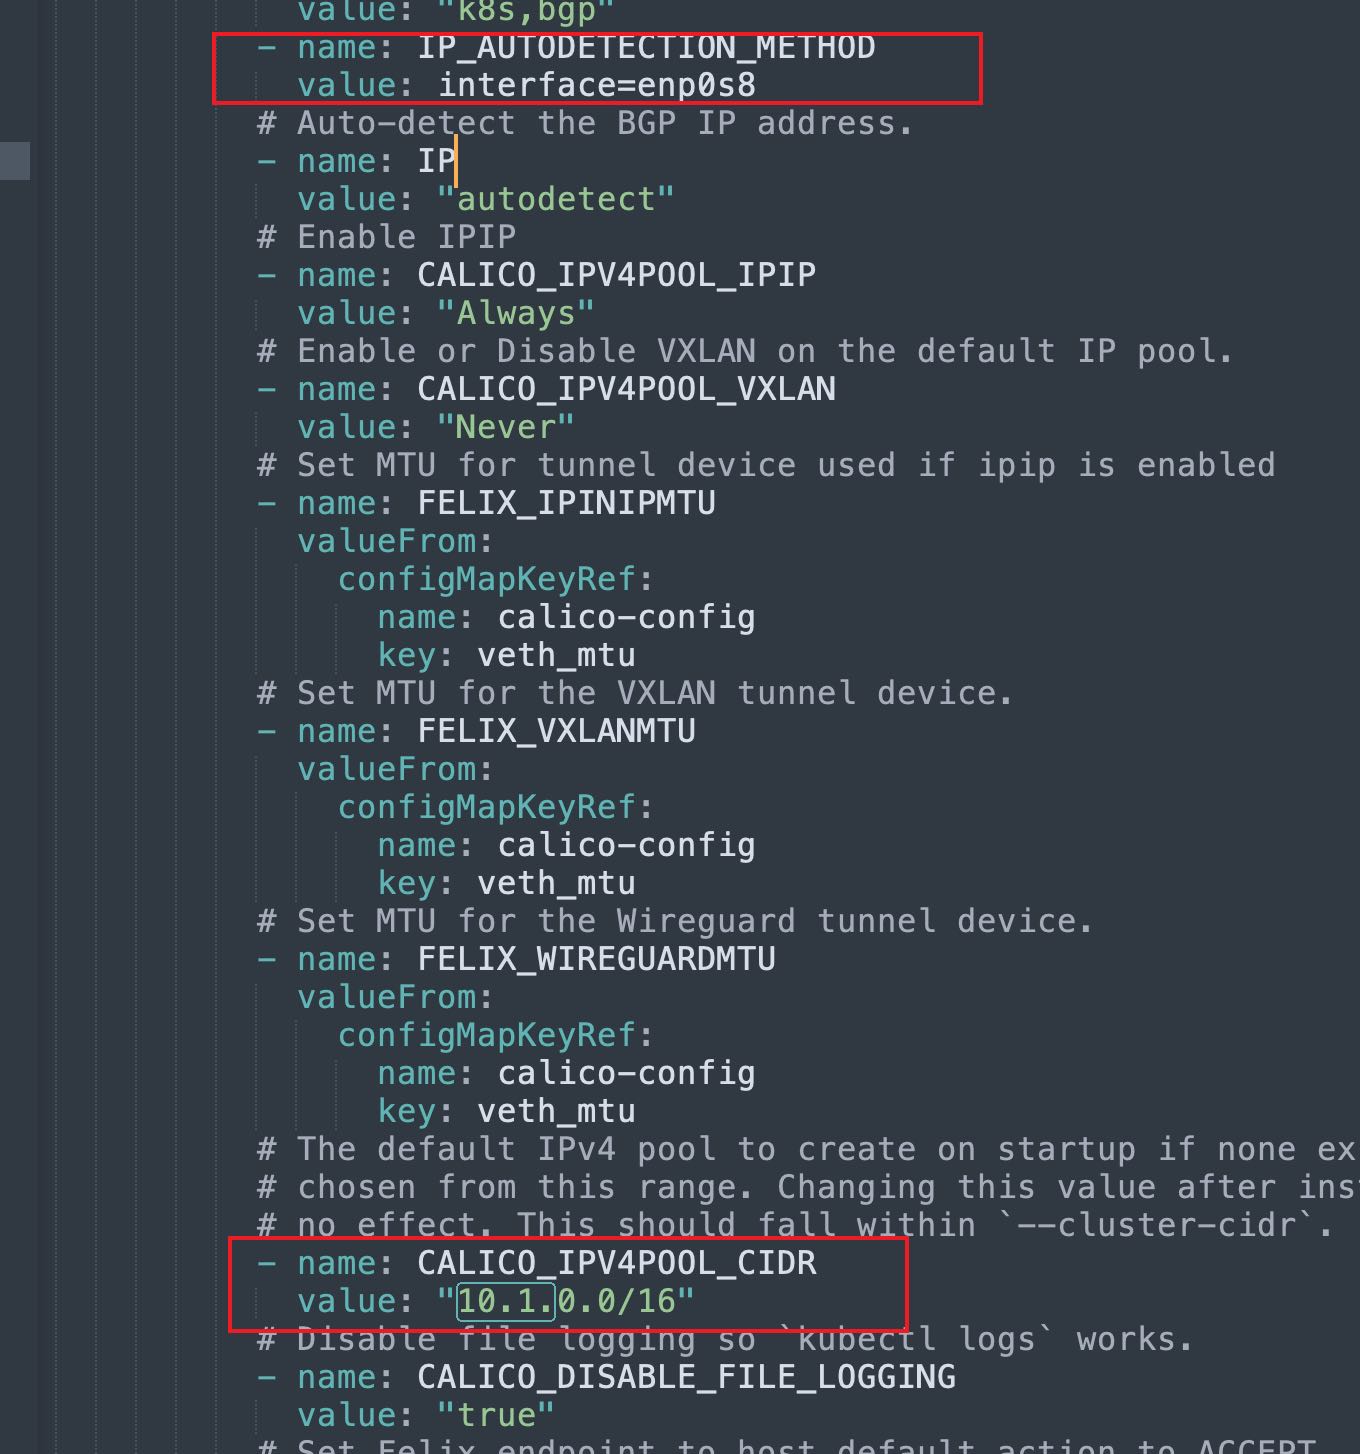 value: "k8s,bgp"
- name: IP_AUTODETECTION_METHOD
value: interface=enp0s8
# Auto-detect the BGP IP address.
- name: IP
value: "autodetect"
# Enable IPIP
- name: CALICO_IPV4POOL_IPIP
value: "Always"
# Enable or Disable VXLAN on the default IP pool.
- name: CALICO_IPV4POOL_VXLAN
value: "Never"
# Set MTU for tunnel device used if ipip is enabled
- name: FELIX_IPINIPMTU
valueFrom:
configMapKeyRef:
name: calico-config
key: veth_mtu
# Set MTU for the VXLAN tunnel device.
- name: FELIX_VXLANMTU
valueFrom:
configMapKeyRef:
name: calico-config
key: veth_mtu
# Set MTU for the Wireguard tunnel device.
- name: FELIX_WIREGUARDMTU
valueFrom:
configMapKeyRef:
name: calico-config
key: veth_mtu
# The default IPv4 pool to create on startup if none ex
# chosen from this range. Changing this value after inst
# no effect. This should fall within `--cluster-cidr`.
- name: CALICO_IPV4POOL_CIDR
value: "10.1.0.0/16"
# Disable file logging so `kubectl logs` works.
- name: CALICO_DISABLE_FILE_LOGGING
value: "true"
# Set Felix endpoint to host default action to ACCEPT